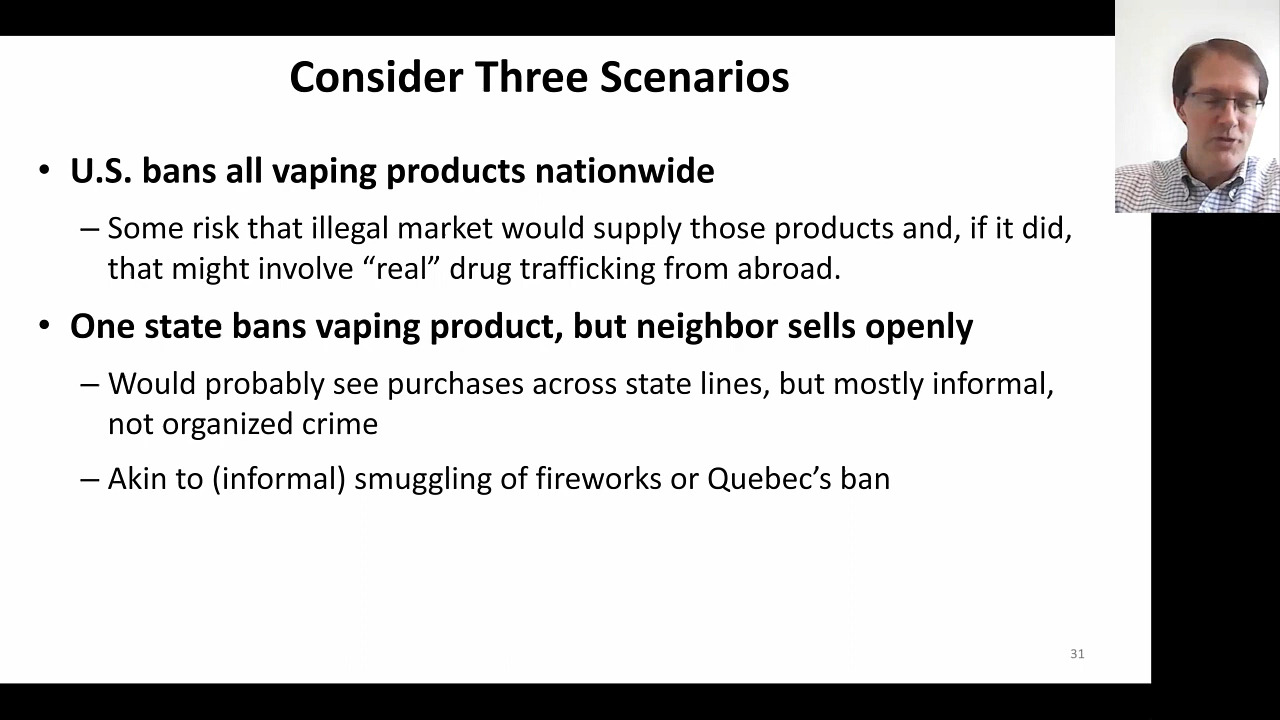 Consider Three Scenarios
• U.S. bans all vaping products nationwide
– Some risk that illegal market would supply those products and, if it did,
that might involve “real” drug trafficking from abroad.
• One state bans vaping product, but neighbor sells openly
– Would probably see purchases across state lines, but mostly informal,
not organized crime
– Akin to (informal) smuggling of fireworks or Quebec’s ban
31